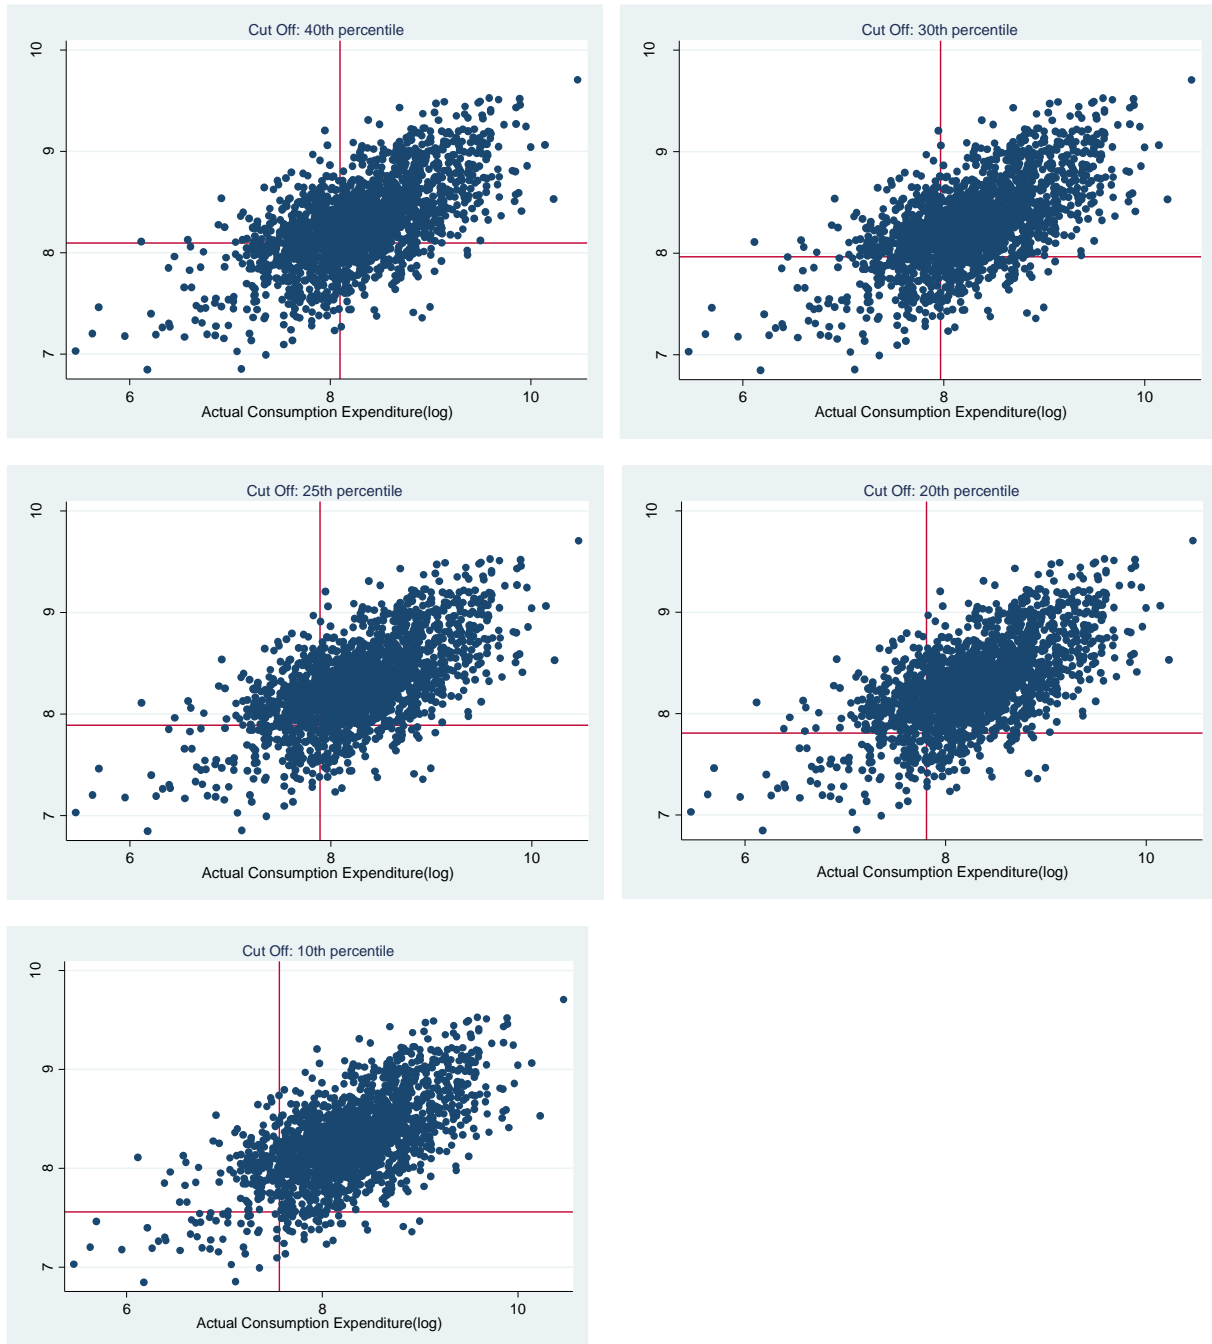 Cut Off: 40th percentile
10
9
8
7
6 8 10
Actual Consumption Expenditure(log)
Cut Off: 30th percentile
10
9
8
7
6 8 10
Actual Consumption Expenditure(log)
Cut Off: 25th percentile
10
9
8
7
6 8 10
Actual Consumption Expenditure(log)
Cut Off: 20th percentile
10
9
8
7
6 8 10
Actual Consumption Expenditure(log)
Cut Off: 10th percentile
10
9
8
7
6 8 10
Actual Consumption Expenditure(log)